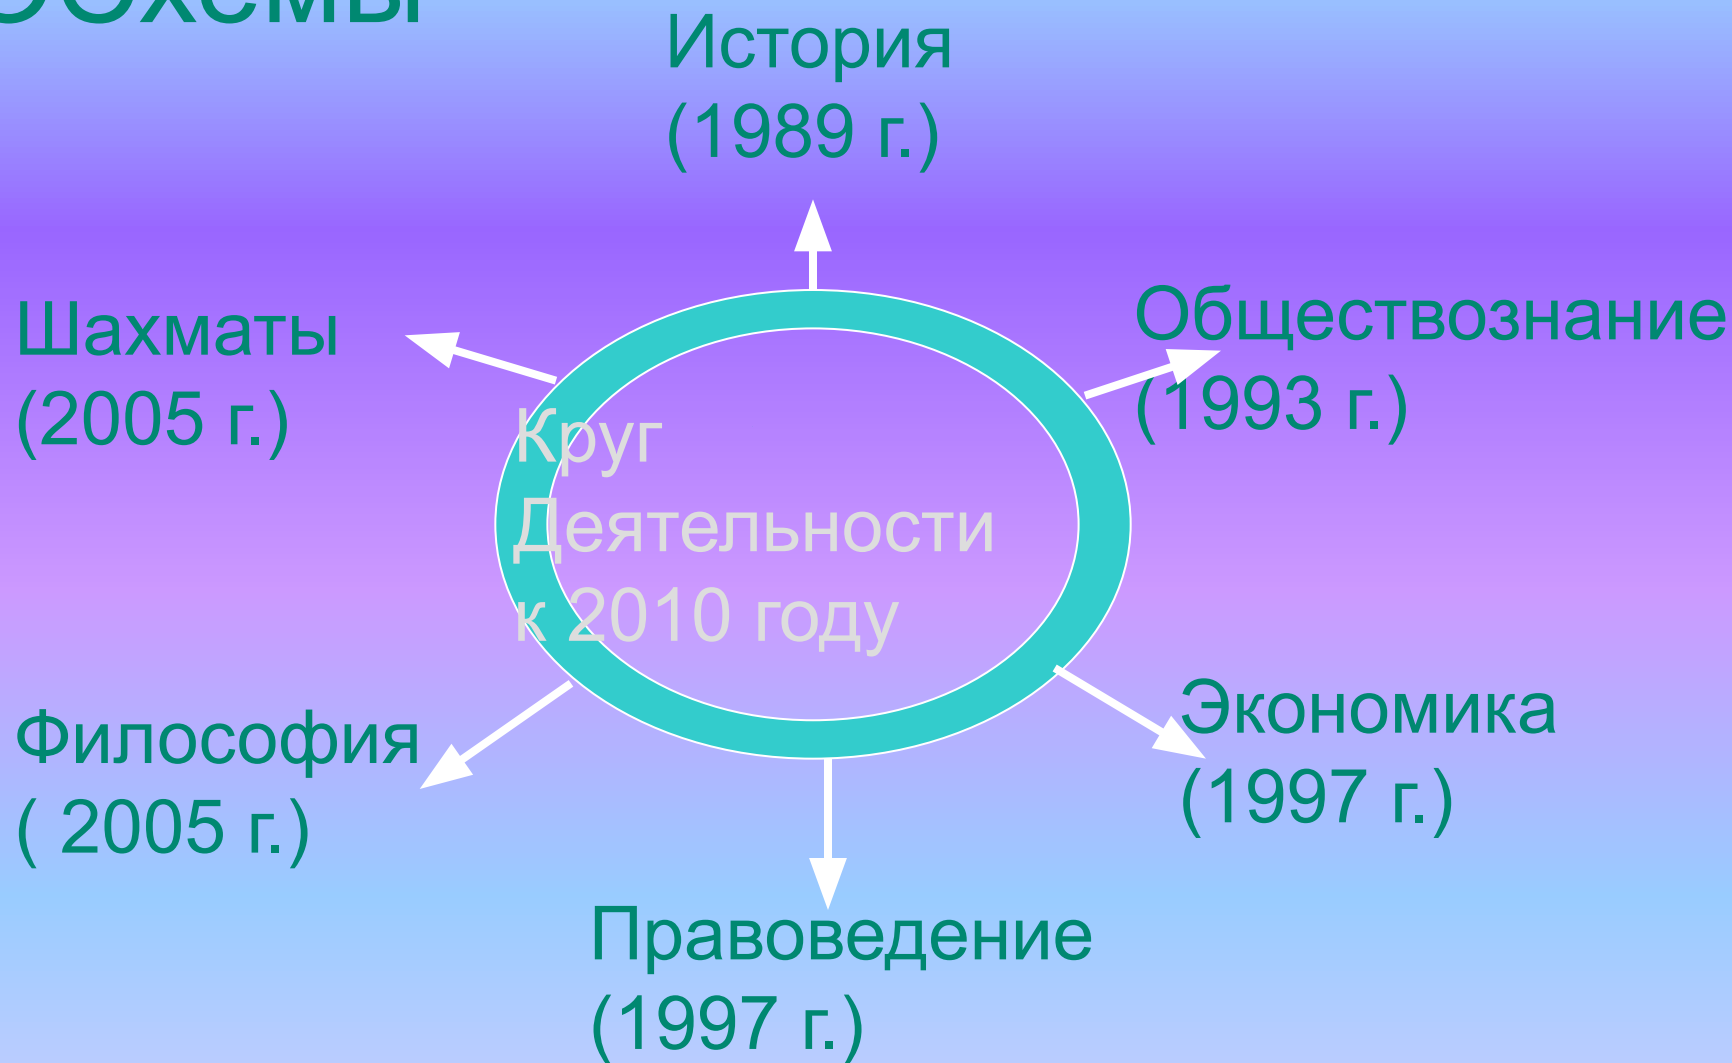 История
(1989 г.)
Шахматы
(2005 г.)
Обществознание
(1993 г.)
Круг
Деятельности
к 2010 году
Философия
( 2005 г.)
Экономика
(1997 г.)
Правоведение
(1997 г.)